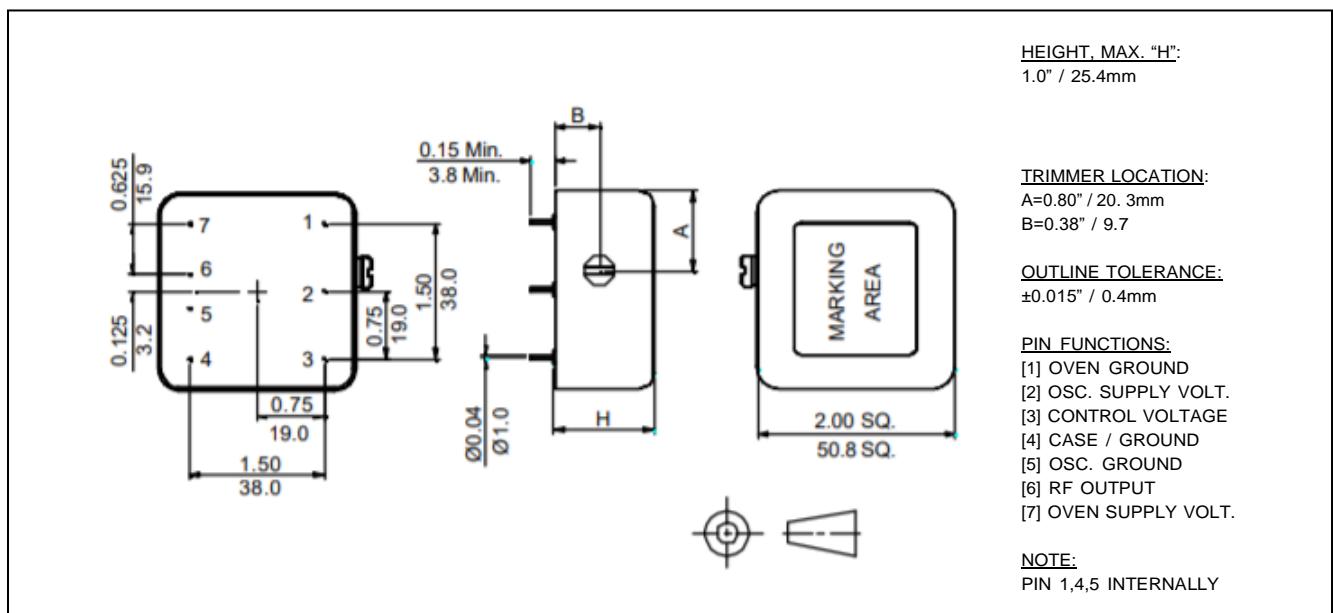 HEIGHT, MAX. “H”:
1.0” / 25.4mm
TRIMMER LOCATION:
A=0.80” / 20. 3mm
B=0.38” / 9.7
OUTLINE TOLERANCE:
±0.015” / 0.4mm
PIN FUNCTIONS:
[1] OVEN GROUND
[2] OSC. SUPPLY VOLT.
[3] CONTROL VOLTAGE
[4] CASE / GROUND
[5] OSC. GROUND
[6] RF OUTPUT
[7] OVEN SUPPLY VOLT.
NOTE:
PIN 1,4,5 INTERNALLY
0.625
15.9
0.125
3.2
7
1
6
2
5
4
3
1.50
38.0
0.75
19.0
0.75
19.0
1.50
38.0
B
0.15 Min.
3.8 Min.
A
Ø0.04
Ø1.0
H
MARKING
AREA
2.00 SQ.
50.8 SQ.